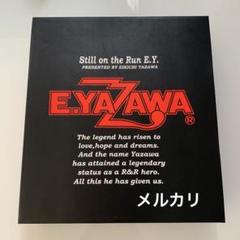 Still on the Run E.Y.
PRESENTED BY EIKICHI YAZAWA
E.YAZAWA®
The legend has risen to
love,hope and dreams.
And the name Yazawa
has attained a legendary
status as a R&R hero.
All this he has given us.
メルカリ